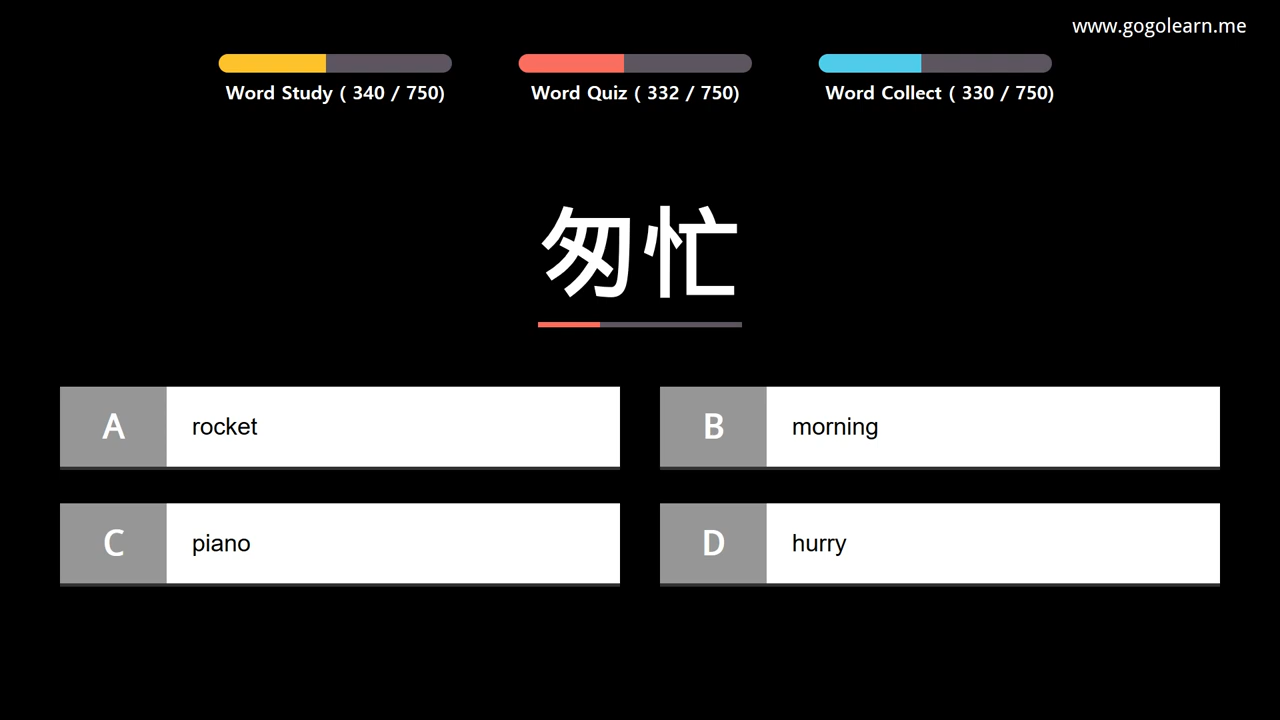 www.gogolearn.me
Word Study ( 340 / 750)
Word Quiz ( 332 / 750)
Word Collect ( 330 / 750)
匆忙
A rocket
B morning
C piano
D hurry